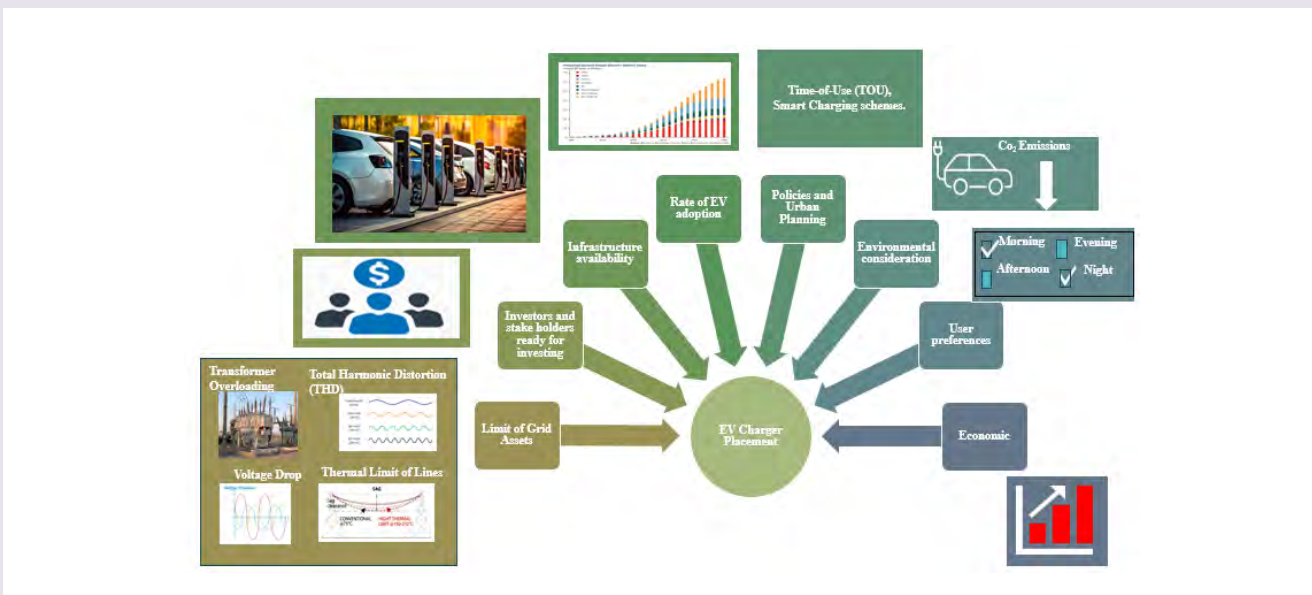 Time-of-Use (TOU),
Smart Charging schemes.
Co₂ Emissions
Rate of EV
adoption
Policies and
Urban
Planning
Infrastructure
availability
Environmental
consideration
Morning
Evening
Afternoon
Night
$
Investors and
stake holders
ready for
investing
User
preferences
Transformer
Overloading
Total Harmonic Distortion
(THD)
Limit of Grid
Assets
EV Charger
Placement
Economic
Voltage Drop
Thermal Limit of Lines
SAG
CONVENTIONAL